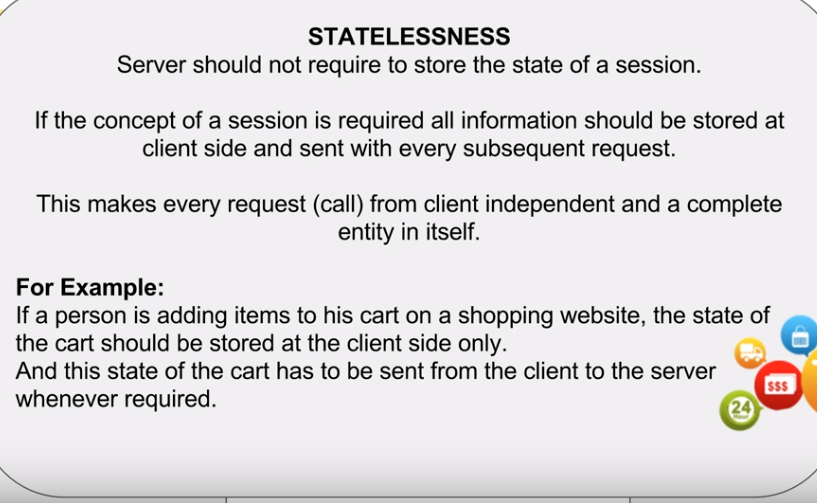 STATELESSNESS
Server should not require to store the state of a session.
If the concept of a session is required all information should be stored at
client side and sent with every subsequent request.
This makes every request (call) from client independent and a complete
entity in itself.
For Example:
If a person is adding items to his cart on a shopping website, the state of
the cart should be stored at the client side only.
And this state of the cart has to be sent from the client to the server
whenever required.
$$$
24